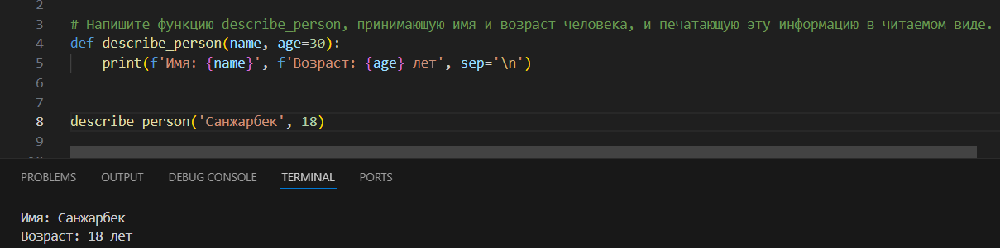 2
3 # Напишите функцию describe_person, принимающую имя и возраст человека, и печатающую эту информацию в читаемом виде.
4 def describe_person(name, age=30):
5     print(f'Имя: {name}', f'Возраст: {age} лет', sep='\n')
6
7
8 describe_person('Санжарбек', 18)
9
PROBLEMS OUTPUT DEBUG CONSOLE TERMINAL PORTS
Имя: Санжарбек
Возраст: 18 лет